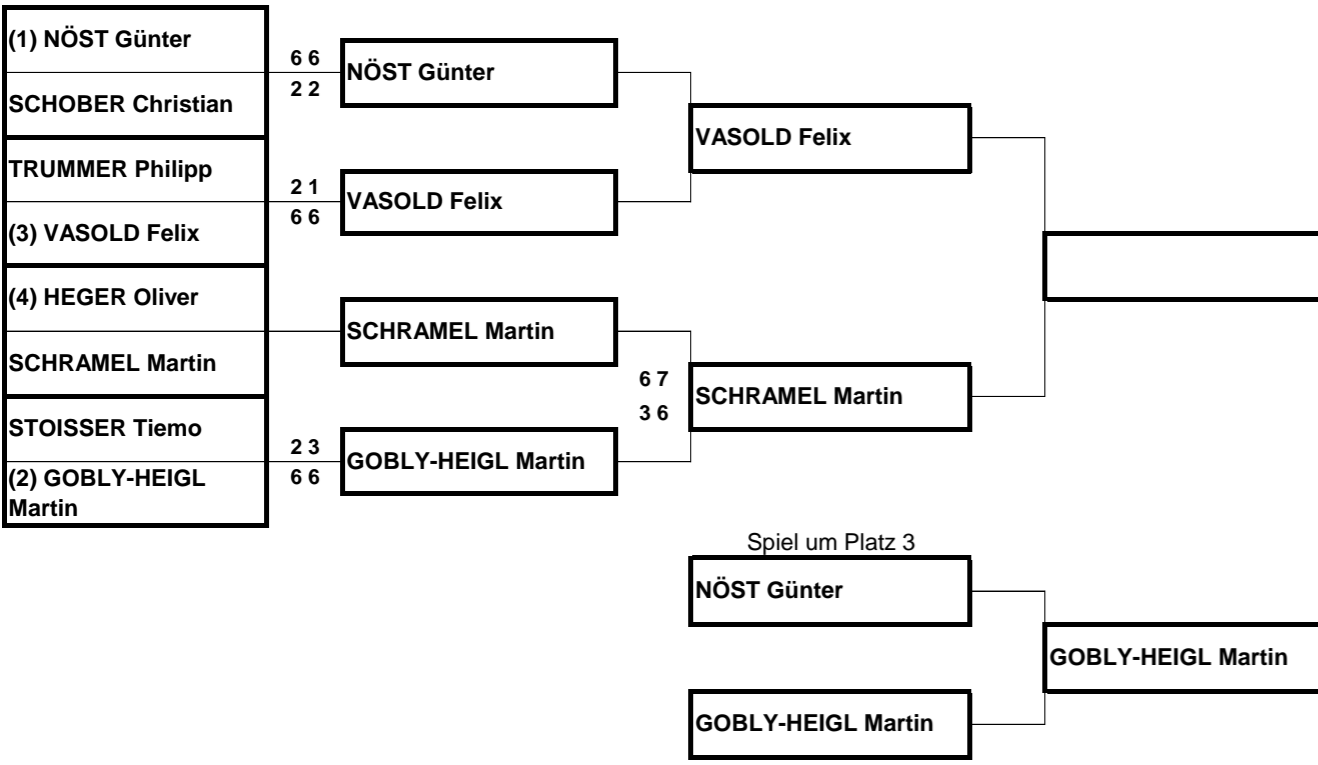 (1) NÖST Günter
SCHOBER Christian
TRUMMER Philipp
(3) VASOLD Felix
(4) HEGER Oliver
SCHRAMEL Martin
STOISSER Tiemo
(2) GOBLY-HEIGL
Martin
6 6
2 2
2 1
6 6
2 3
6 6
NÖST Günter
VASOLD Felix
SCHRAMEL Martin
GOBLY-HEIGL Martin
6 7
3 6
VASOLD Felix
SCHRAMEL Martin
Spiel um Platz 3
NÖST Günter
GOBLY-HEIGL Martin
GOBLY-HEIGL Martin